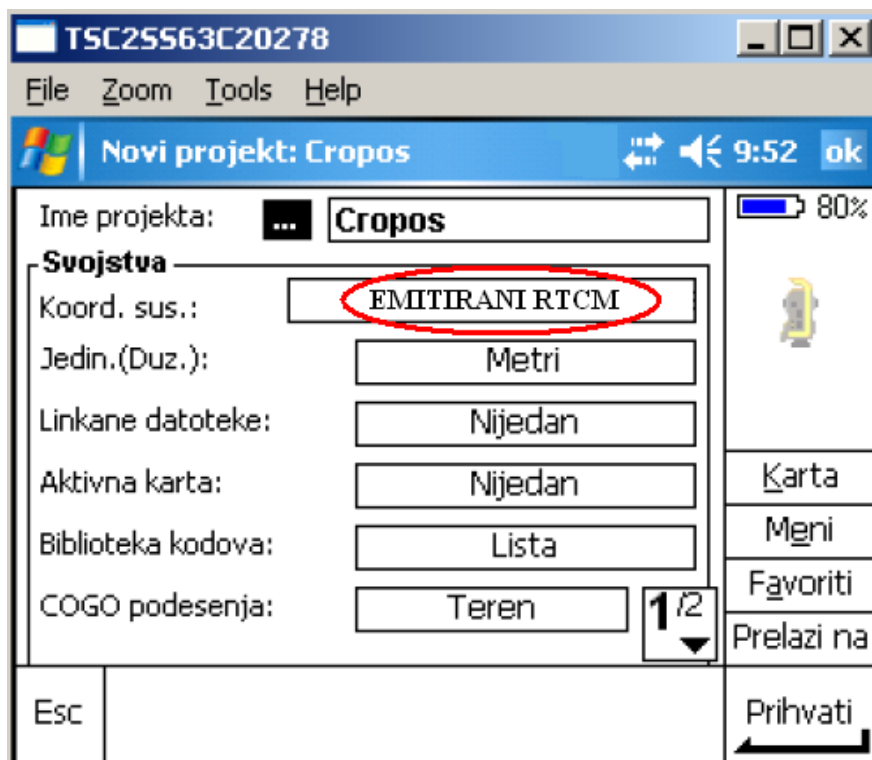 TSC2SS63C20278
File Zoom Tools Help
Novi projekt: Cropos 9:52 ok
Ime projekta: ... Cropos
80%
Svojstva
Koord. sus.: EMITIRANI RTCM
Jedin.(Duz.): Metri
Linkane datoteke: Nijedan
Aktivna karta: Nijedan
Biblioteka kodova: Lista
COGO podesenja: Teren
1/2
Karta
Meni
Favoriti
Prelazi na
Esc
Prihvati